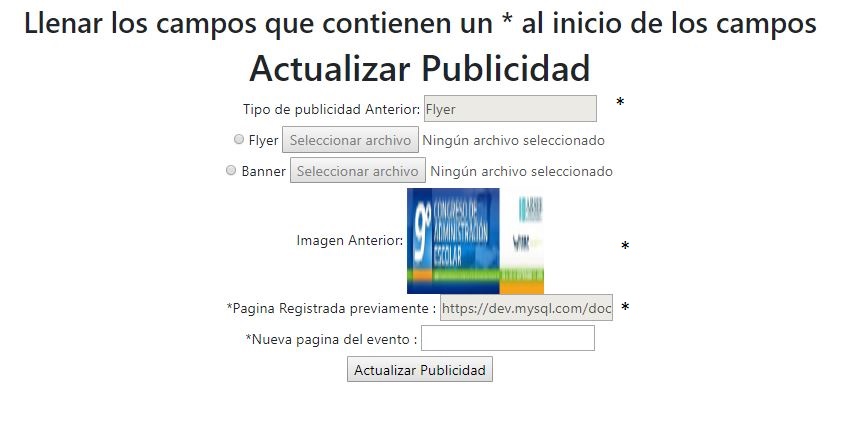 Llenar los campos que contienen un * al inicio de los campos
Actualizar Publicidad
Tipo de publicidad Anterior: Flyer *
Flyer Seleccionar archivo Ningún archivo seleccionado
Banner Seleccionar archivo Ningún archivo seleccionado
9º CONGRESO DE
ADMINISTRACIÓN
ESCOLAR
Imagen Anterior: *
*Pagina Registrada previamente : https://dev.mysql.com/doc *
*Nueva pagina del evento :
Actualizar Publicidad